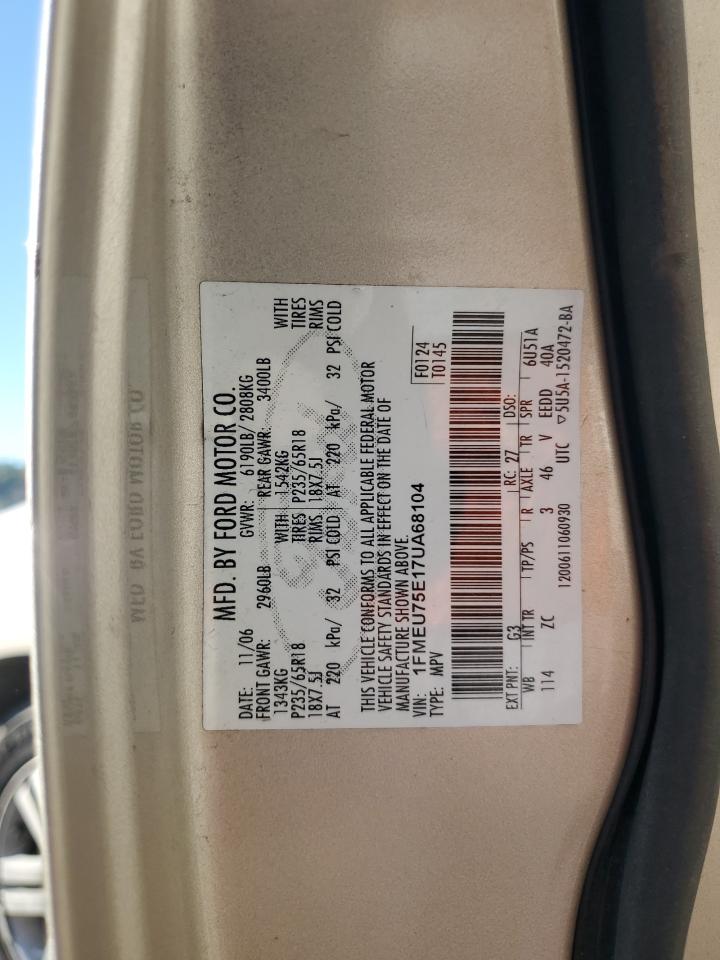 MFD. BY FORD MOTOR CO.
DATE: 11/06 GVWR: 6190LB/ 2808KG
FRONT GAWR: 2960LB REAR GAWR: 3400LB
1343KG WITH 1542KG WITH
P235/65R18 TIRES P235/65R18 TIRES
18X7.5J RIMS 18X7.5J RIMS
AT 220 kPa/ 32 PSI COLD AT 220 kPa/ 32 PSI COLD
THIS VEHICLE CONFORMS TO ALL APPLICABLE FEDERAL MOTOR
VEHICLE SAFETY STANDARDS IN EFFECT ON THE DATE OF
MANUFACTURE SHOWN ABOVE.
VIN: 1FMEU75E17UA68104 F0124
TYPE: MPV T0145
EXT PNT: G3 RC: 27 DSO:
WB INT TR TP/PS R AXLE TR SPR 6U51A
114 ZC 3 46 V EEDD 40A
1200611060930 UTC ▽5U5A-1520472-BA